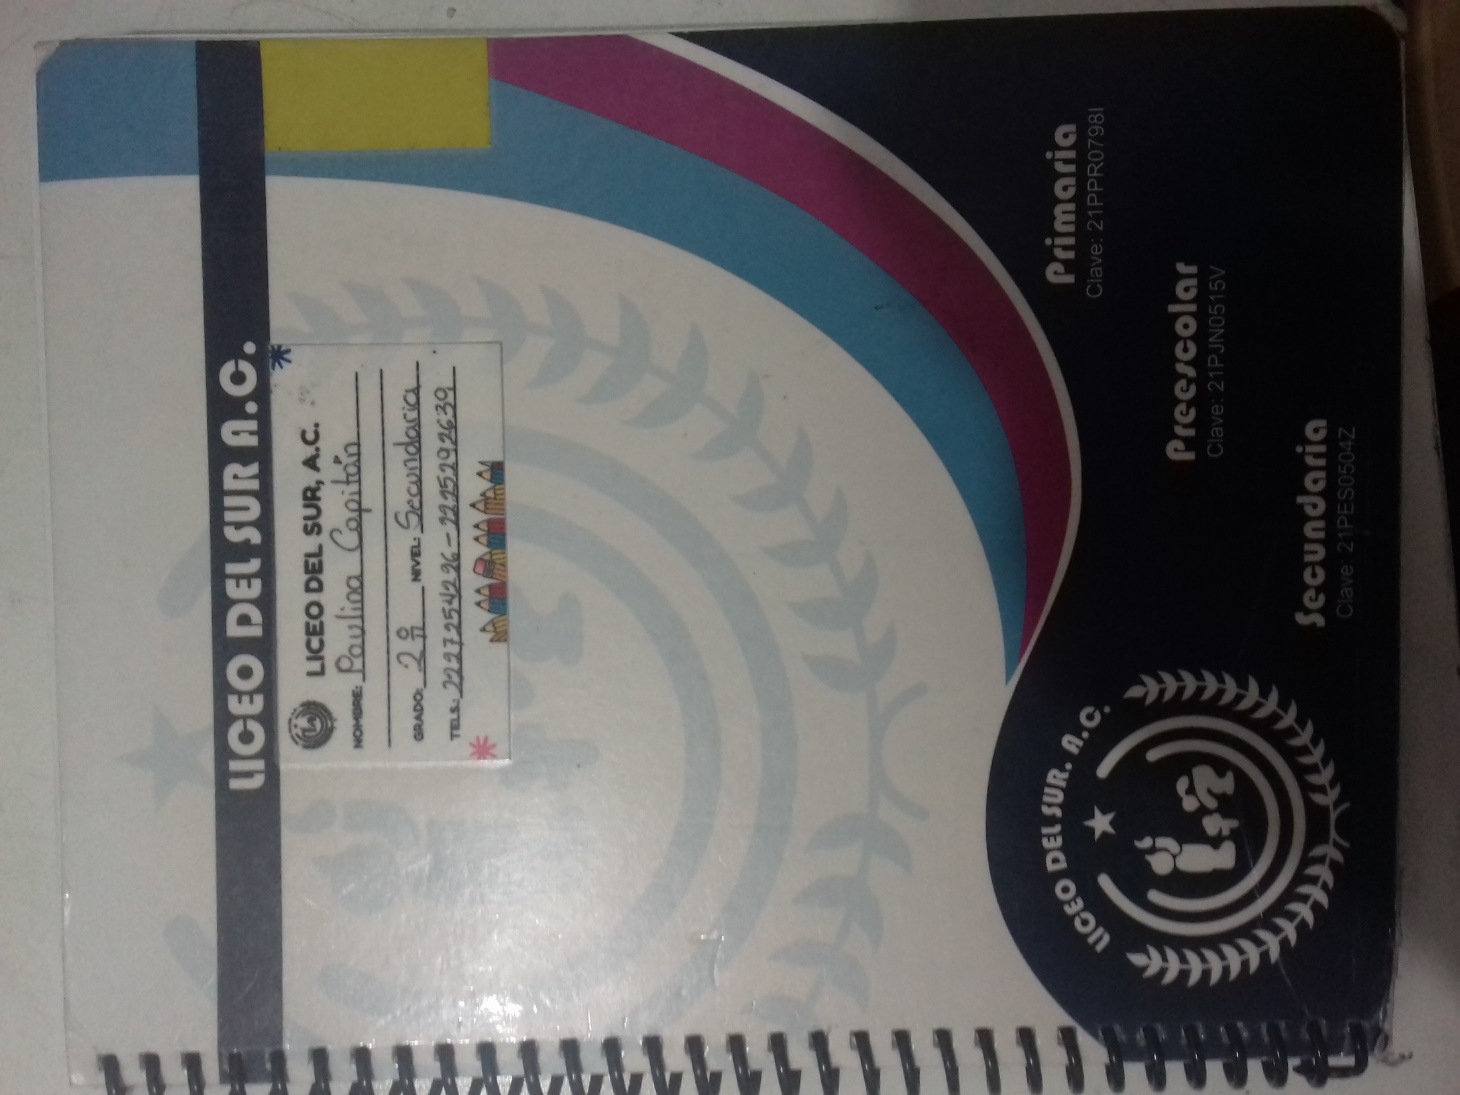 LICEO DEL SUR A.C.
LICEO DEL SUR, A.C.
NOMBRE: Paulina Capitán
GRADO: 2º NIVEL: Secundaria
TELS.: 2227254296-2225292639
Primaria
Clave: 21PPR0798I
Preescolar
Clave: 21PJN0515V
Secundaria
Clave: 21PES0504Z
LICEO DEL SUR. A.C.